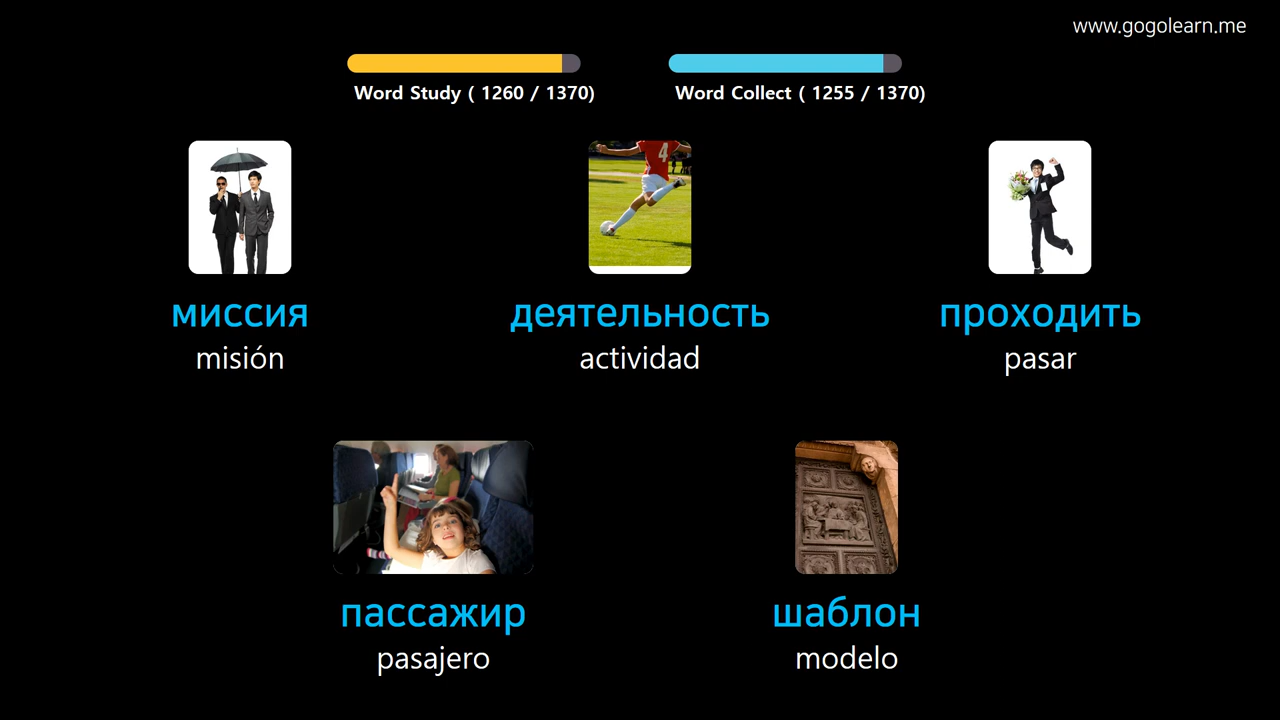 www.gogolearn.me
Word Study ( 1260 / 1370)
Word Collect ( 1255 / 1370)
миссия
misión
деятельность
actividad
проходить
pasar
пассажир
pasajero
шаблон
modelo